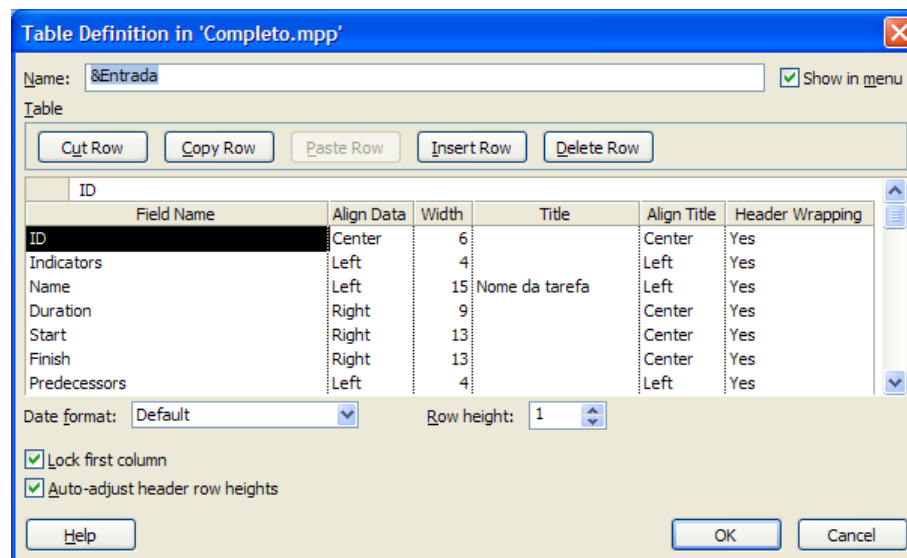 Table Definition in 'Completo.mpp'
Name: &Entrada Show in menu
Table
Cut Row Copy Row Paste Row Insert Row Delete Row
ID
Field Name Align Data Width Title Align Title Header Wrapping
ID Center 6 Center Yes
Indicators Left 4 Left Yes
Name Left 15 Nome da tarefa Left Yes
Duration Right 9 Center Yes
Start Right 13 Center Yes
Finish Right 13 Center Yes
Predecessors Left 4 Left Yes
Date format: Default Row height: 1
Lock first column
Auto-adjust header row heights
Help OK Cancel